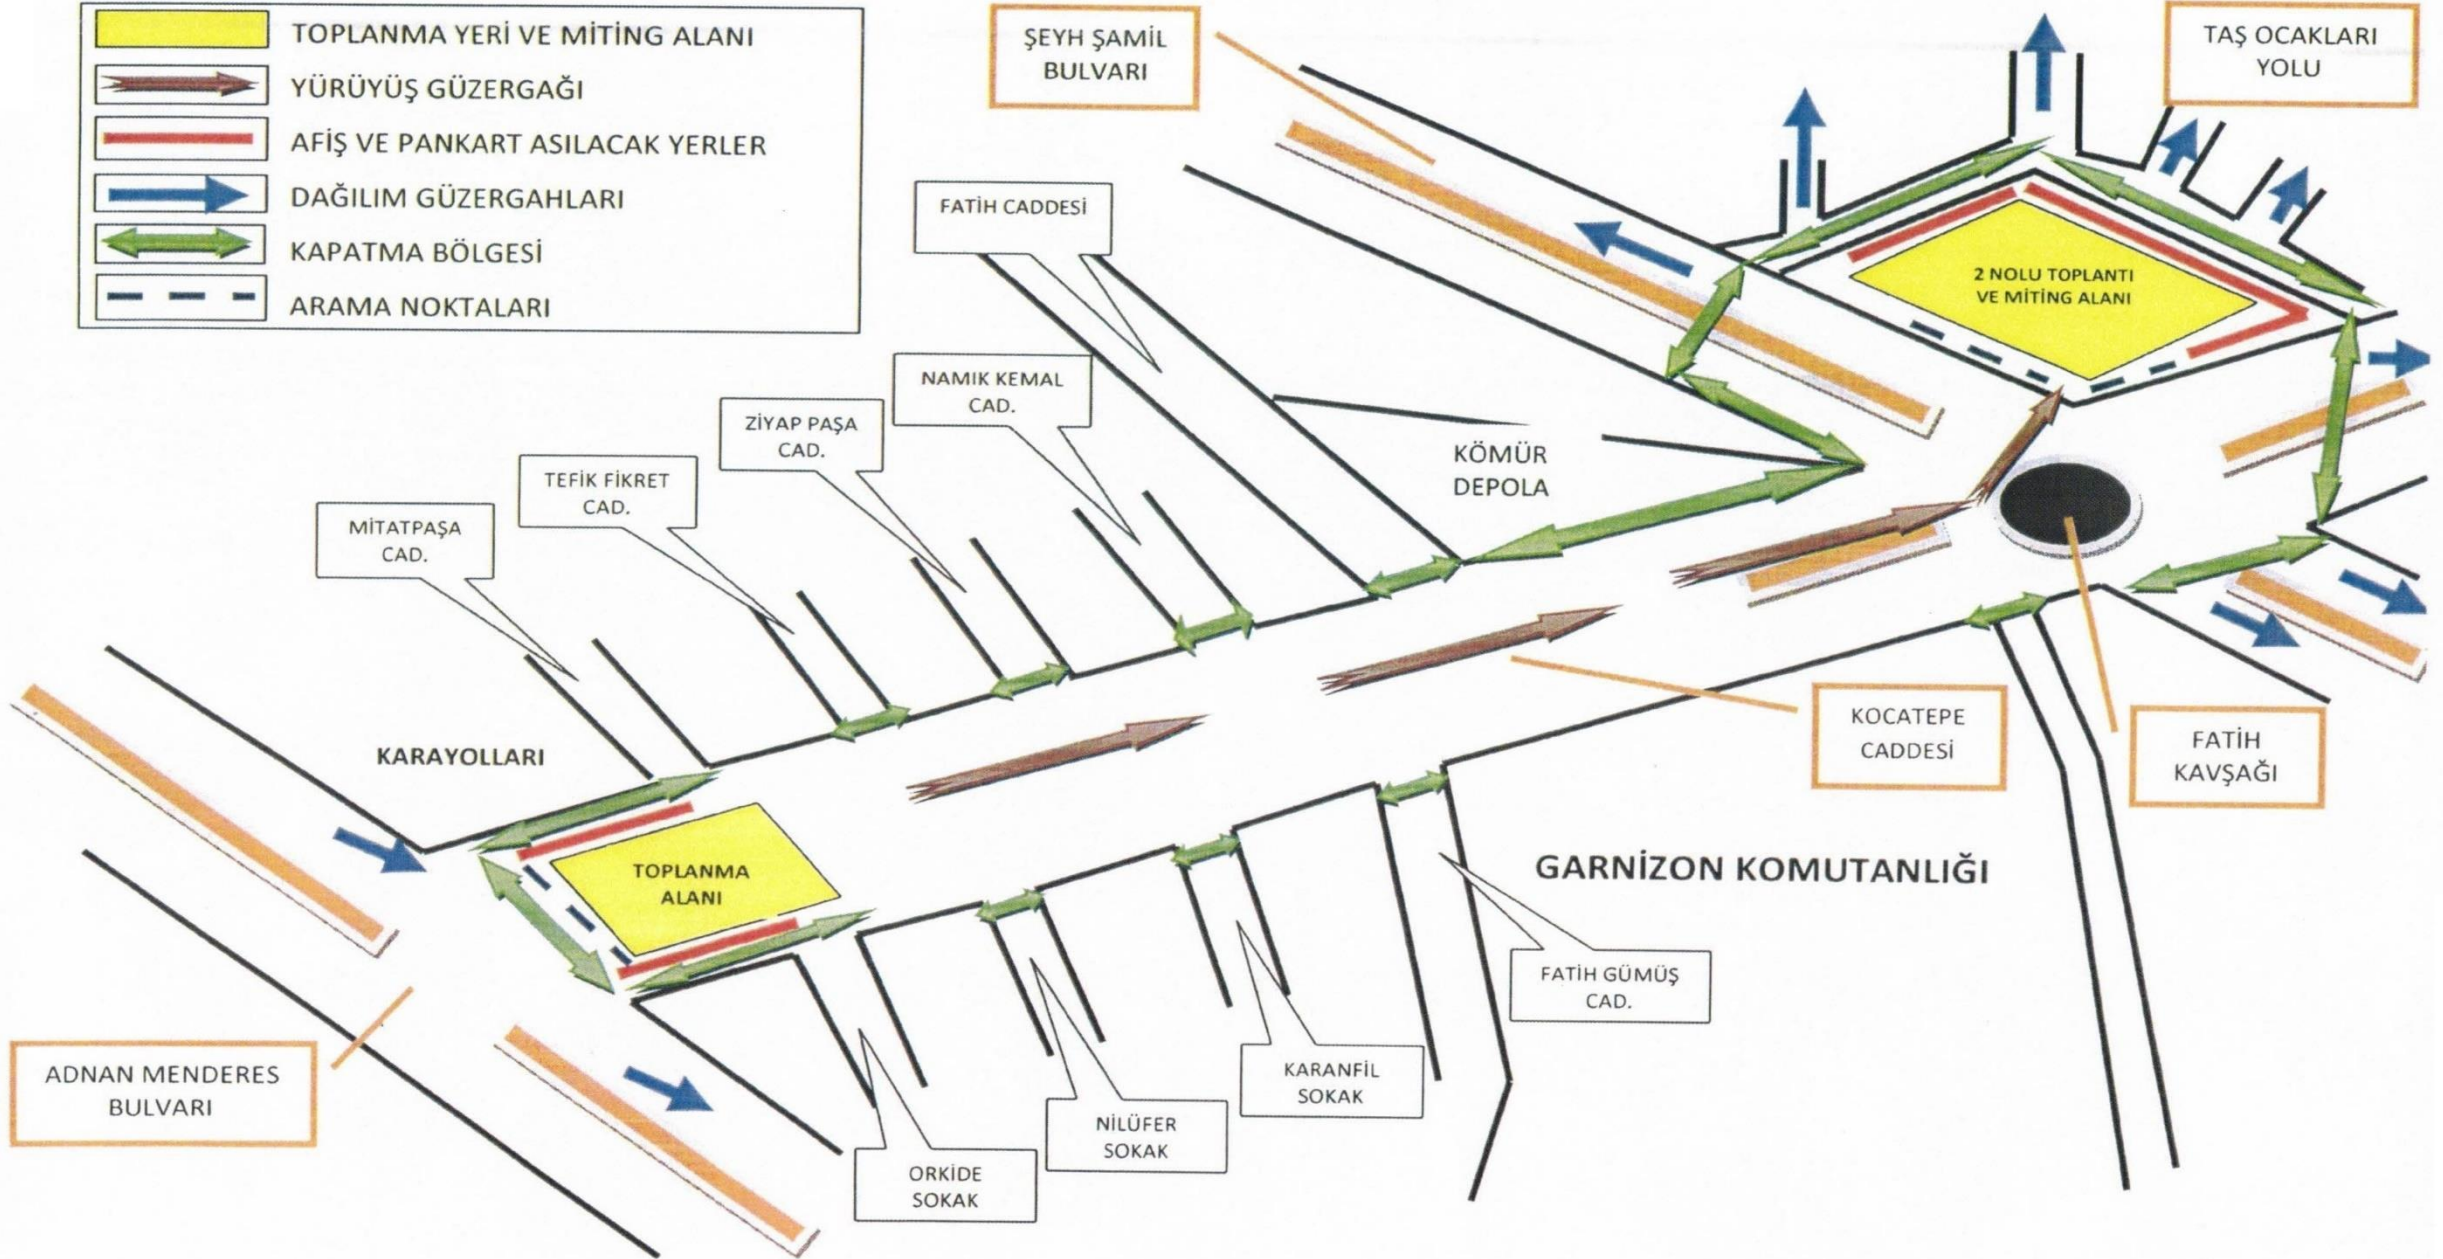 TOPLANMA YERİ VE MİTİNG ALANI
YÜRÜYÜŞ GÜZERGAĞI
AFİŞ VE PANKART ASILACAK YERLER
DAĞILIM GÜZERGAHLARI
KAPATMA BÖLGESİ
ARAMA NOKTALARI
ŞEYH ŞAMİL
BULVARI
TAŞ OCAKLARI
YOLU
FATİH CADDESİ
2 NOLU TOPLANTI
VE MİTİNG ALANI
NAMIK KEMAL
CAD.
ZİYAP PAŞA
CAD.
TEFİK FİKRET
CAD.
MİTATPAŞA
CAD.
KÖMÜR
DEPOLA
KARAYOLLARI
KOCATEPE
CADDESİ
FATİH
KAVŞAĞI
TOPLANMA
ALANI
GARNİZON KOMUTANLIĞI
FATİH GÜMÜŞ
CAD.
ADNAN MENDERES
BULVARI
KARANFİL
SOKAK
NİLÜFER
SOKAK
ORKİDE
SOKAK